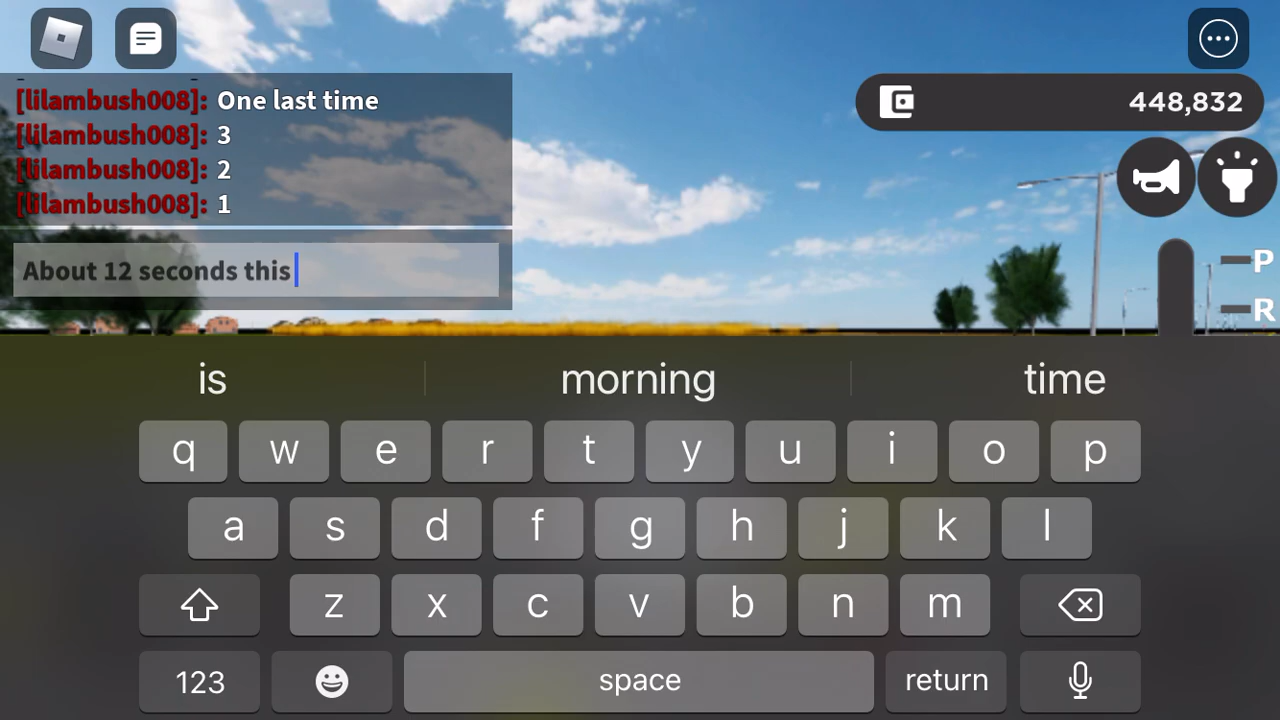 [lilambush008]: One last time
[lilambush008]: 3
[lilambush008]: 2
[lilambush008]: 1
448,832
About 12 seconds this
P
R
is morning time
q w e r t y u i o p
a s d f g h j k l
z x c v b n m
123 space return